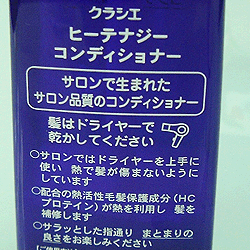 クラシエ
ヒーテナジー
コンディショナー
サロンで生まれた
サロン品質のコンディショナー
髪はドライヤーで
乾かしてください
○サロンではドライヤーを上手に
使い 熱で髪が傷まないように
しています
○配合の熱活性毛髪保護成分(HC
プロテイン)が熱を利用し 髪を
補修します
○サラッとした指通り まとまりの
良さをお楽しみください